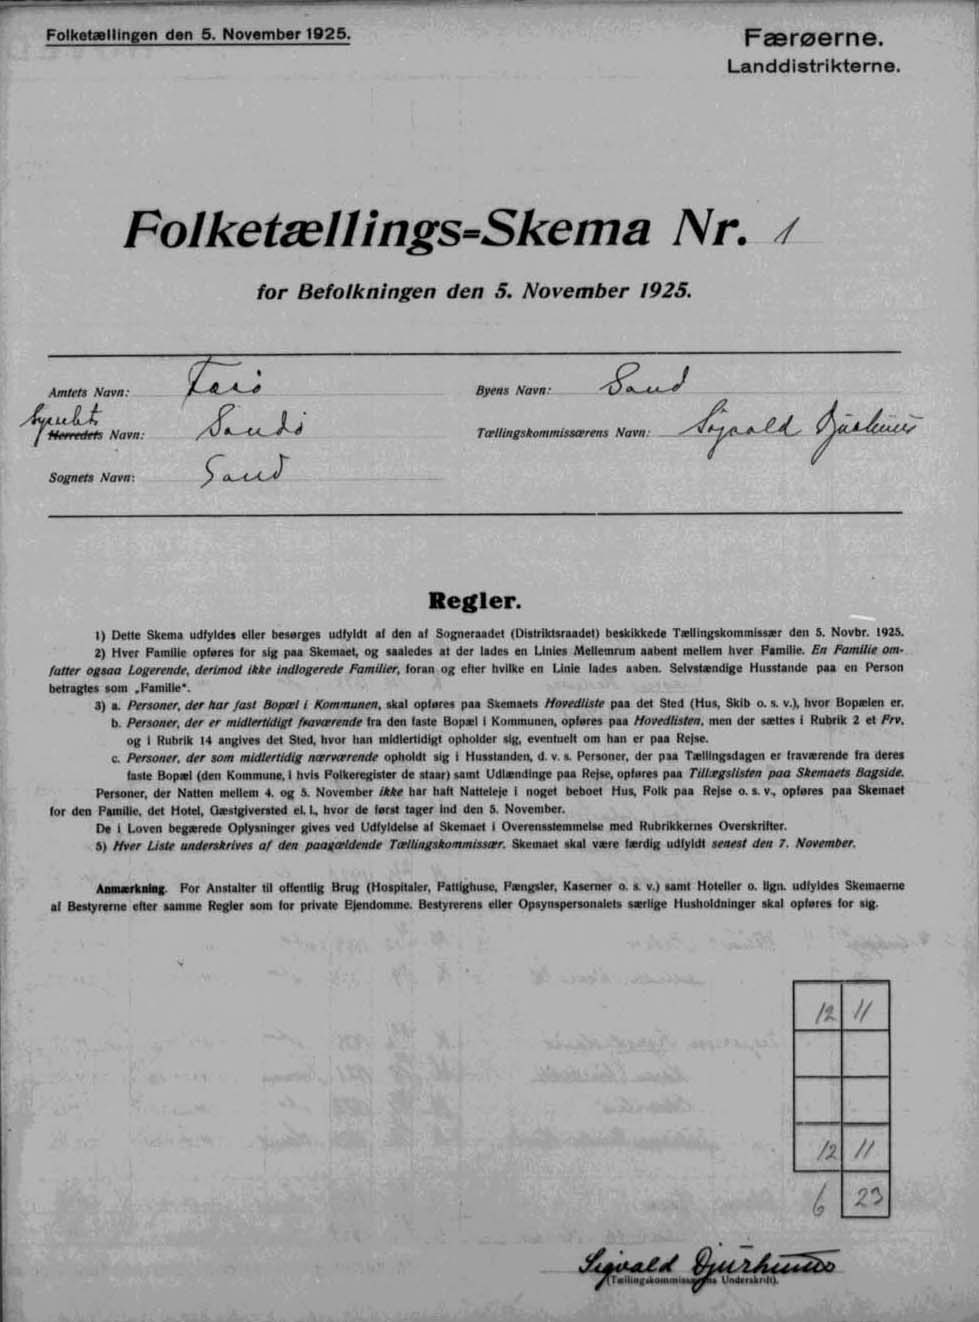 Folketællingen den 5. November 1925.
Færøerne.
Landdistrikterne.
Folketællings=Skema Nr. 1
for Befolkningen den 5. November 1925.
Amtets Navn: Færø
Byens Navn: Sand
Sysselets
Herredets Navn: Sandø
Tællingskommissærens Navn: Sigvald Djurhuus
Sognets Navn: Sand
Regler.
1) Dette Skema udfyldes eller besørges udfyldt af den af Sogneraadet (Distriktsraadet) beskikkede Tællingskommissær den 5. Novbr. 1925.
2) Hver Familie opføres for sig paa Skemaet, og saaledes at der lades en Linies Mellemrum aabent mellem hver Familie. En Familie om-
fatter ogsaa Logerende, derimod ikke indlogerede Familier, foran og efter hvilke en Linie lades aaben. Selvstændige Husstande paa en Person
betragtes som „Familie“.
3) a. Personer, der har fast Bopæl i Kommunen, skal opføres paa Skemaets Hovedliste paa det Sted (Hus, Skib o. s. v.), hvor Bopælen er.
b. Personer, der er midlertidigt fraværende fra den faste Bopæl i Kommunen, opføres paa Hovedlisten, men der sættes i Rubrik 2 et Frv.
og i Rubrik 14 angives det Sted, hvor han midlertidigt opholder sig, eventuelt om han er paa Rejse.
c. Personer, der som midlertidig nærværende opholdt sig i Husstanden, d. v. s. Personer, der paa Tællingsdagen er fraværende fra deres
faste Bopæl (den Kommune, i hvis Folkeregister de staar) samt Udlændinge paa Rejse, opføres paa Tillægslisten paa Skemaets Bagside.
Personer, der Natten mellem 4. og 5. November ikke har haft Natteleje i noget beboet Hus, Folk paa Rejse o. s. v., opføres paa Skemaet
for den Familie, det Hotel, Gæstgiversted el. l., hvor de først tager ind den 5. November.
De i Loven begærede Oplysninger gives ved Udfyldelse af Skemaet i Overensstemmelse med Rubrikkernes Overskrifter.
5) Hver Liste underskrives af den paagældende Tællingskommissær. Skemaet skal være færdig udfyldt senest den 7. November.
Anmærkning. For Anstalter til offentlig Brug (Hospitaler, Fattighuse, Fængsler, Kaserner o. s. v.) samt Hoteller o. lign. udfyldes Skemaerne
af Bestyrerne efter samme Regler som for private Ejendomme. Bestyrerens eller Opsynspersonalets særlige Husholdninger skal opføres for sig.
12 11
12 11
6 23
Sigvald Djurhuus
(Tællingskommissærens Underskrift).